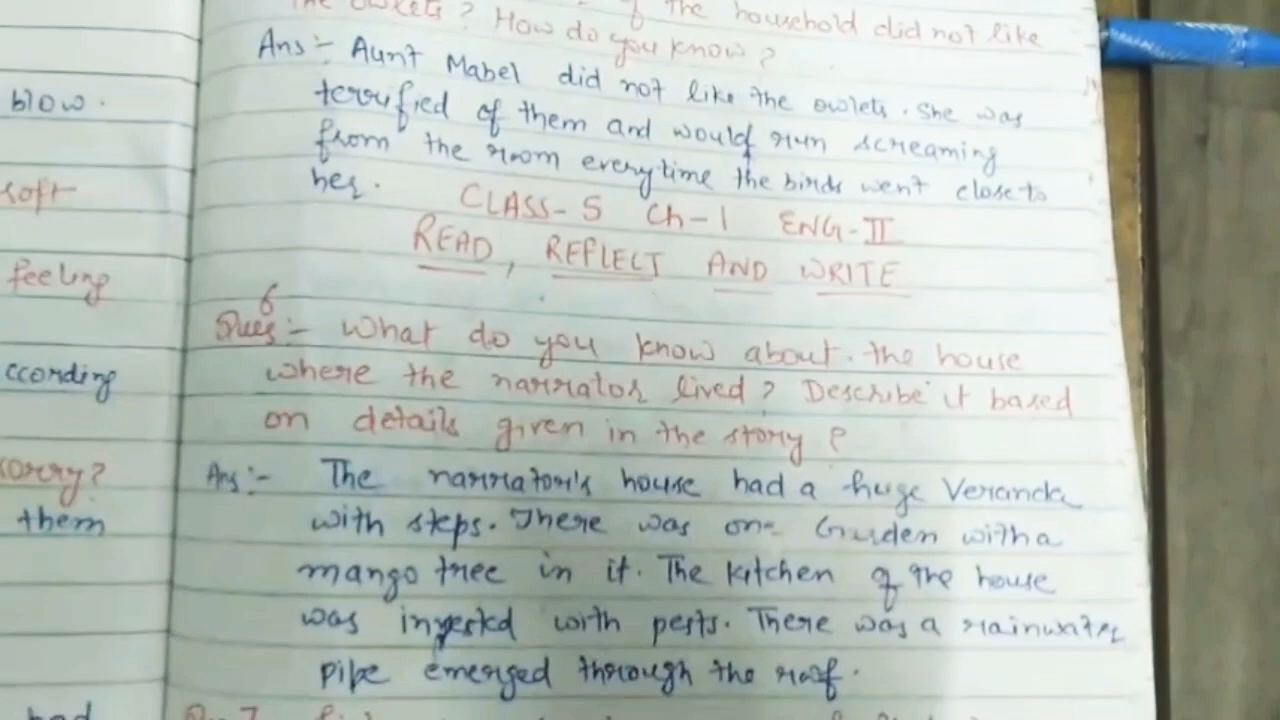 of the household did not like
the owlets? How do you know?
Ans:- Aunt Mabel did not like the owlets. She was
terrified of them and would run screaming
from the room everytime the birds went close to
her.
CLASS-5 Ch-1 ENG-II
READ, REFLECT AND WRITE
6
Ques:- What do you know about the house
where the narrator lived? Describe it based
on details given in the story?
Ans:- The narrator's house had a huge Veranda
with steps. There was one Garden with a
mango tree in it. The kitchen of the house
was infested with pests. There was a rainwater
pipe emerged through the roof.
blow.
soft
feeling
ccording
sorry?
them
had